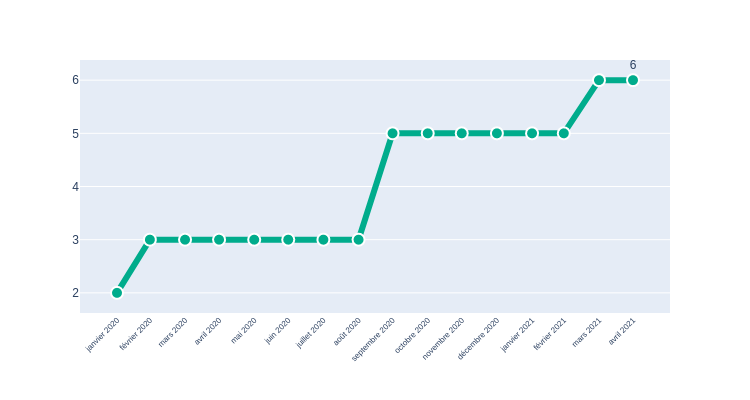 6
6
5
4
3
2
janvier 2020
février 2020
mars 2020
avril 2020
mai 2020
juin 2020
juillet 2020
août 2020
septembre 2020
octobre 2020
novembre 2020
décembre 2020
janvier 2021
février 2021
mars 2021
avril 2021